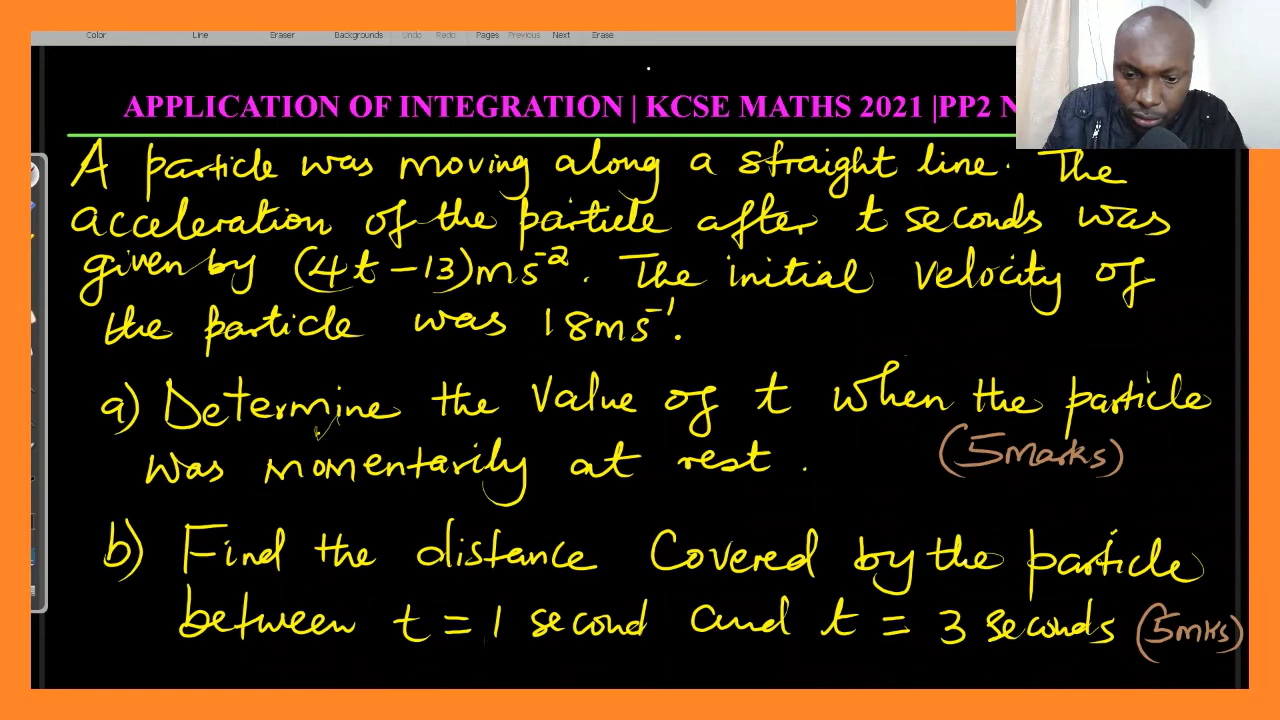 Color Line Eraser Backgrounds Undo Redo Pages Previous Next Erase
APPLICATION OF INTEGRATION | KCSE MATHS 2021 |PP2 N
A particle was moving along a straight line. The
acceleration of the particle after t seconds was
given by (4t -13)ms⁻². The initial velocity of
the particle was 18ms⁻¹.
a) Determine the value of t when the particle
was momentarily at rest. (5marks)
b) Find the distance covered by the particle
between t = 1 second and t = 3 seconds (5mks)